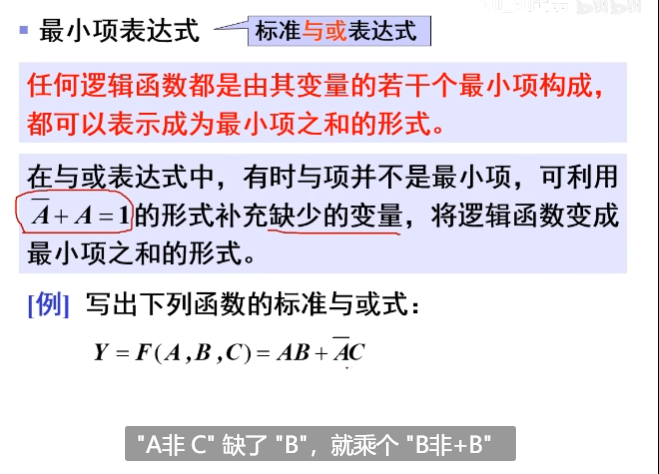 最小项表达式
标准与或表达式
任何逻辑函数都是由其变量的若干个最小项构成，
都可以表示成为最小项之和的形式。
在与或表达式中，有时与项并不是最小项，可利用
A̅ + A = 1的形式补充缺少的变量，将逻辑函数变成
最小项之和的形式。
[例] 写出下列函数的标准与或式：
Y = F(A,B,C) = AB + A̅C
"A非 C" 缺了 "B"，就乘个 "B非+B"